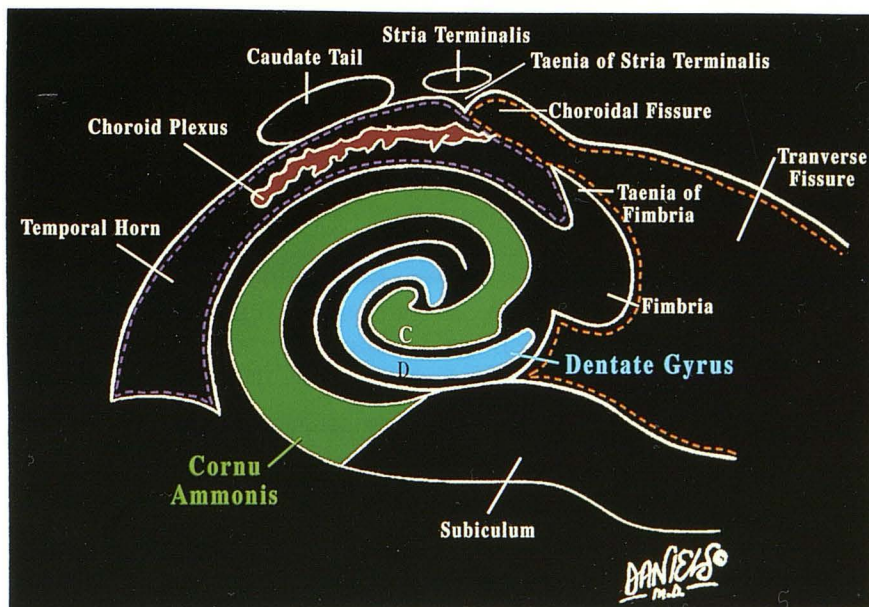 Stria Terminalis
Caudate Tail
Taenia of Stria Terminalis
Choroidal Fissure
Choroid Plexus
Tranverse
Fissure
Taenia of
Fimbria
Temporal Horn
Fimbria
C
D
Dentate Gyrus
Cornu
Ammonis
Subiculum
DANIELS
M.D.